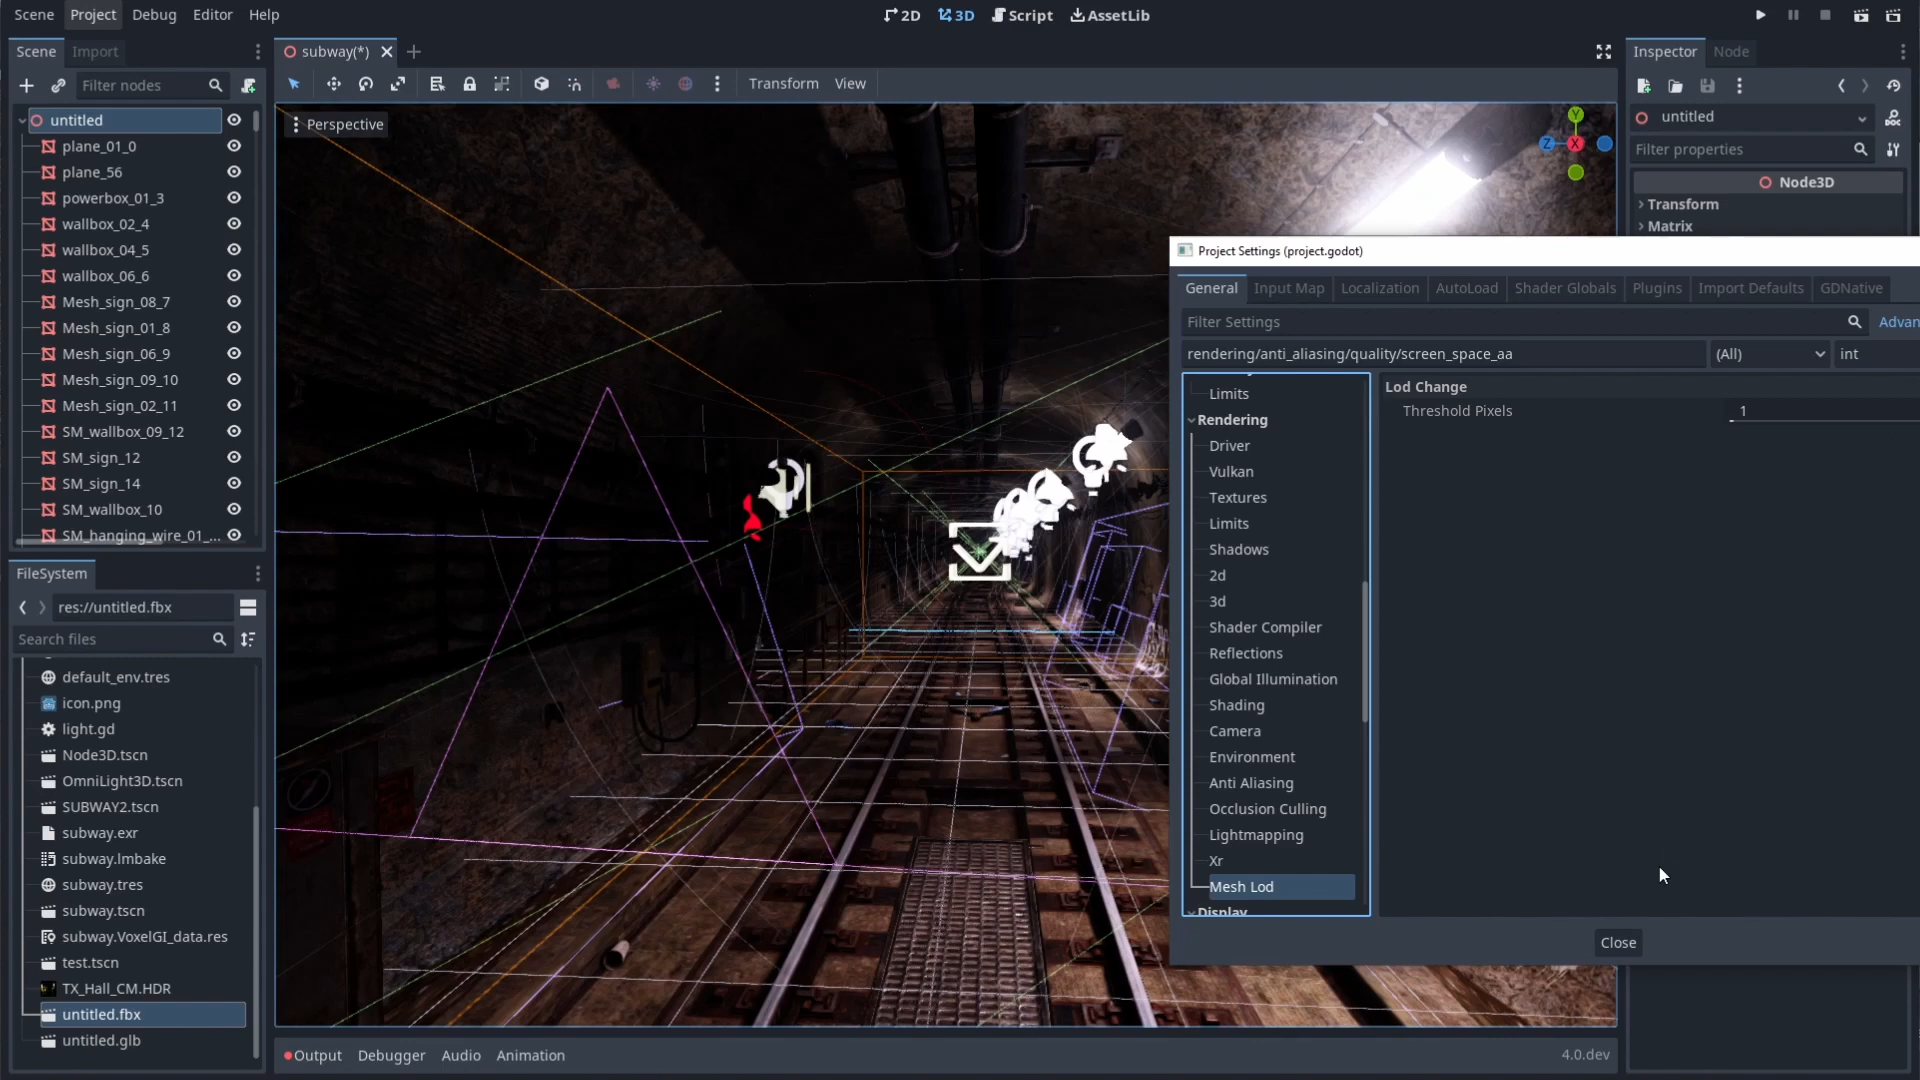 Scene Project Debug Editor Help
2D 3D Script AssetLib
Scene Import
subway(*)
Inspector Node
Filter nodes
Transform View
untitled
plane_01_0
plane_56
powerbox_01_3
wallbox_02_4
wallbox_04_5
wallbox_06_6
Mesh_sign_08_7
Mesh_sign_01_8
Mesh_sign_06_9
Mesh_sign_09_10
Mesh_sign_02_11
SM_wallbox_09_12
SM_sign_12
SM_sign_14
SM_wallbox_10
SM_hanging_wire_01_...
FileSystem
res://untitled.fbx
Search files
default_env.tres
icon.png
light.gd
Node3D.tscn
OmniLight3D.tscn
SUBWAY2.tscn
subway.exr
subway.lmbake
subway.tres
subway.tscn
subway.VoxelGI_data.res
test.tscn
TX_Hall_CM.HDR
untitled.fbx
untitled.glb
Perspective
Y
Z X
untitled
Filter properties
Node3D
Transform
Matrix
Project Settings (project.godot)
General Input Map Localization AutoLoad Shader Globals Plugins Import Defaults GDNative
Filter Settings Advan
rendering/anti_aliasing/quality/screen_space_aa (All) int
Limits
Rendering
Driver
Vulkan
Textures
Limits
Shadows
2d
3d
Shader Compiler
Reflections
Global Illumination
Shading
Camera
Environment
Anti Aliasing
Occlusion Culling
Lightmapping
Xr
Mesh Lod
Display
Lod Change
Threshold Pixels 1
Close
Output Debugger Audio Animation 4.0.dev